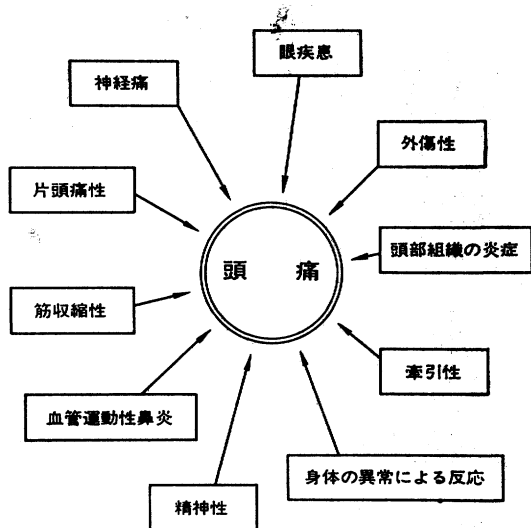 眼疾患
神経痛
外傷性
片頭痛性
頭部組織の炎症
頭　痛
筋収縮性
牽引性
血管運動性鼻炎
身体の異常による反応
精神性